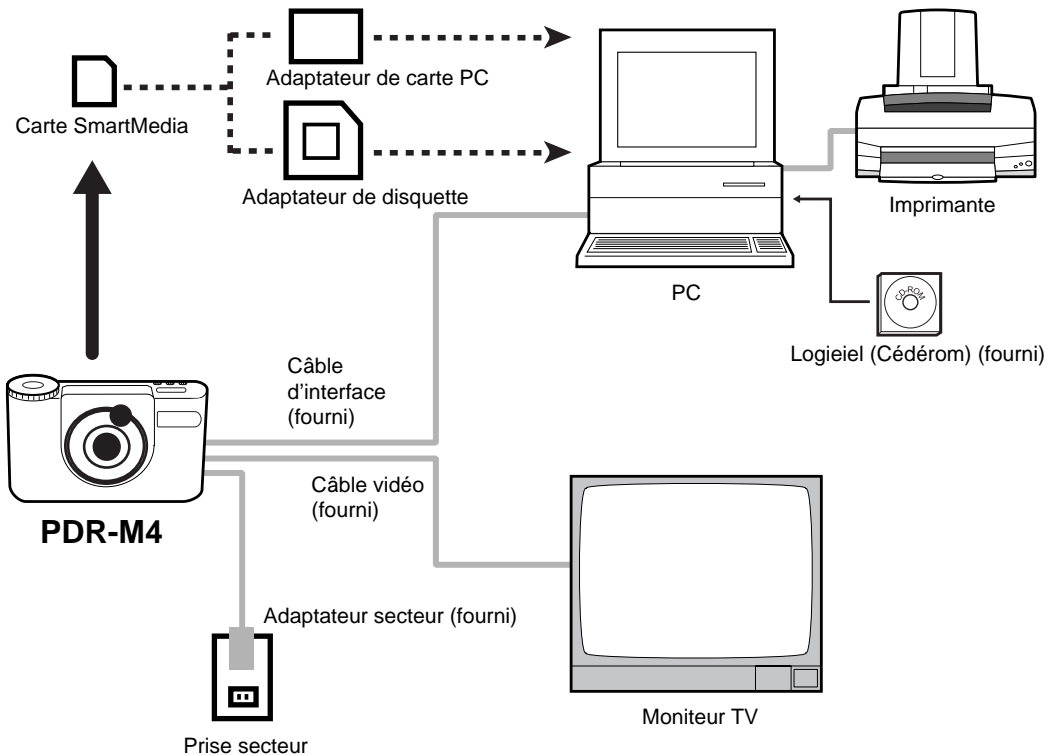 Adaptateur de carte PC
Carte SmartMedia
Adaptateur de disquette
Imprimante
PC
CD-ROM
Logieiel (Cédérom) (fourni)
Câble
d'interface
(fourni)
Câble vidéo
(fourni)
PDR-M4
Adaptateur secteur (fourni)
Moniteur TV
Prise secteur